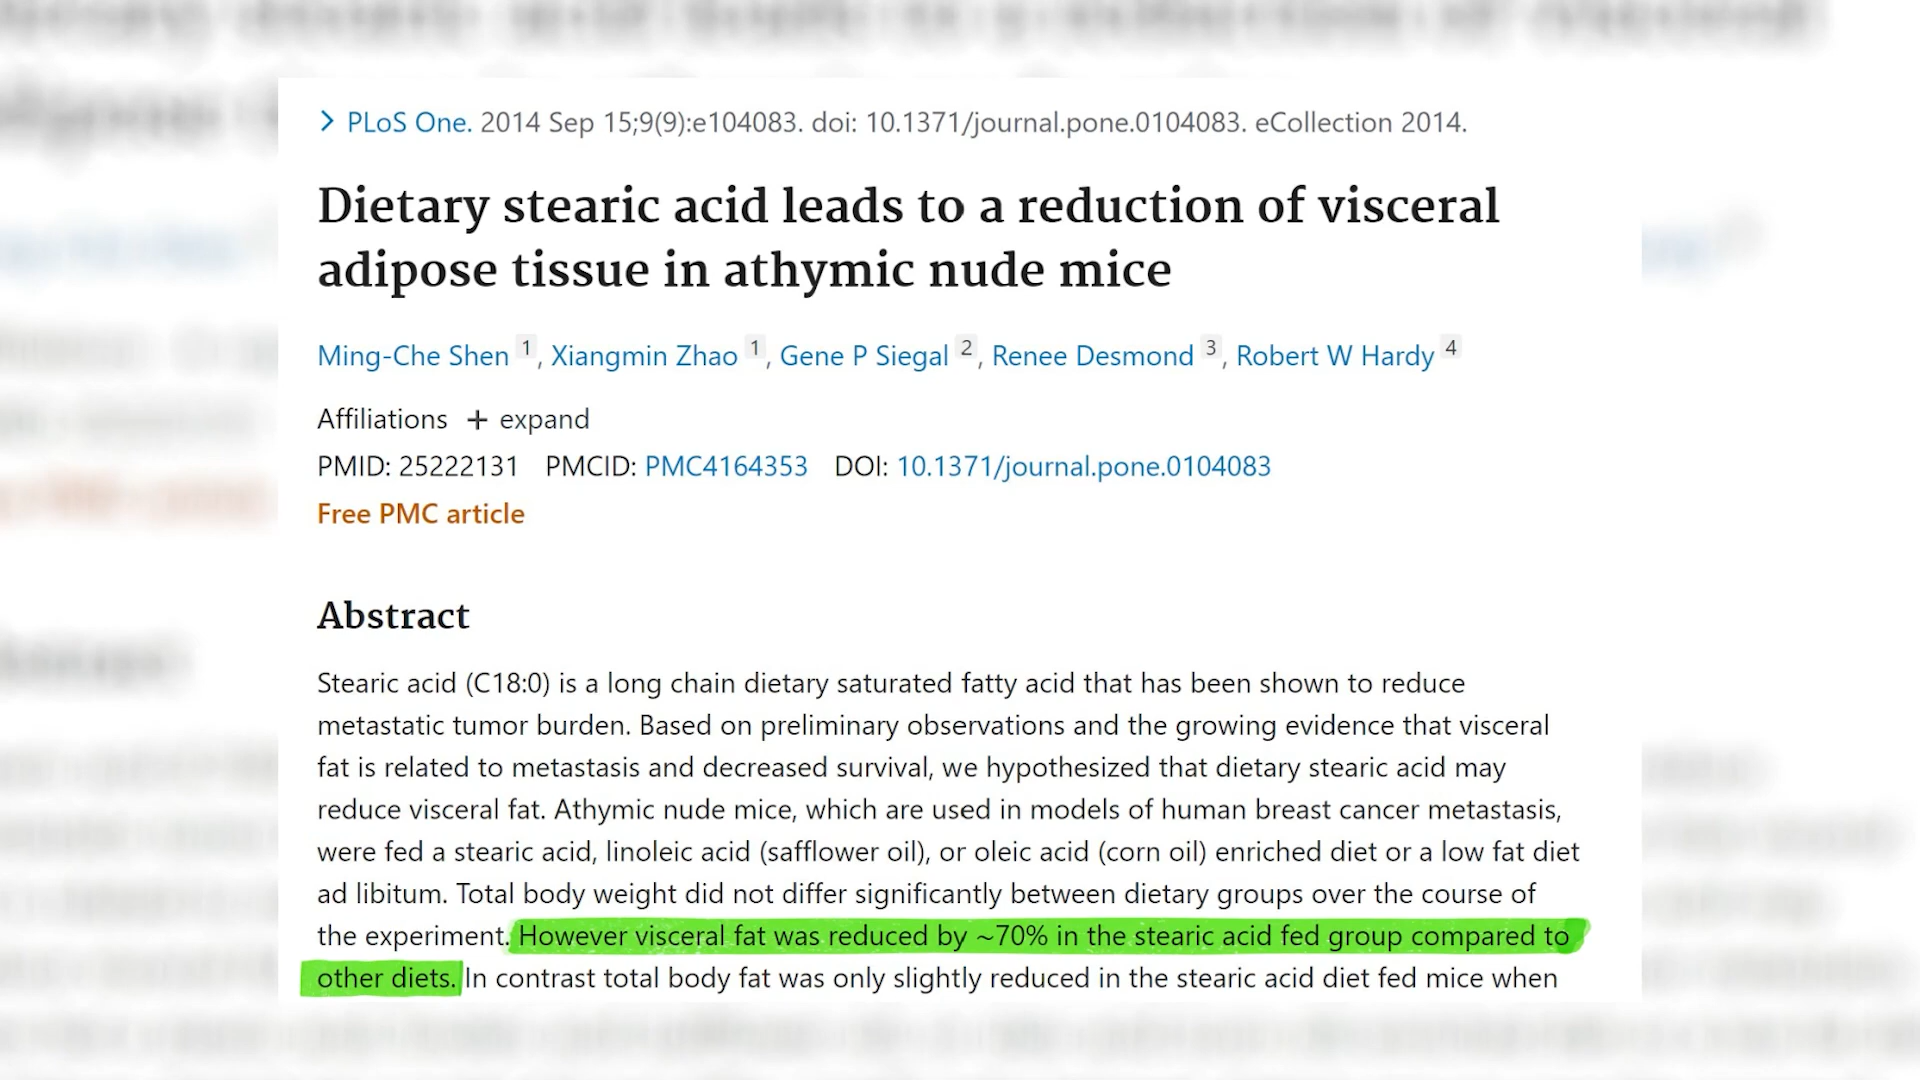 PLoS One. 2014 Sep 15;9(9):e104083. doi: 10.1371/journal.pone.0104083. eCollection 2014.
Dietary stearic acid leads to a reduction of visceral
adipose tissue in athymic nude mice
Ming-Che Shen 1, Xiangmin Zhao 1, Gene P Siegal 2, Renee Desmond 3, Robert W Hardy 4
Affiliations + expand
PMID: 25222131 PMCID: PMC4164353 DOI: 10.1371/journal.pone.0104083
Free PMC article
Abstract
Stearic acid (C18:0) is a long chain dietary saturated fatty acid that has been shown to reduce
metastatic tumor burden. Based on preliminary observations and the growing evidence that visceral
fat is related to metastasis and decreased survival, we hypothesized that dietary stearic acid may
reduce visceral fat. Athymic nude mice, which are used in models of human breast cancer metastasis,
were fed a stearic acid, linoleic acid (safflower oil), or oleic acid (corn oil) enriched diet or a low fat diet
ad libitum. Total body weight did not differ significantly between dietary groups over the course of
the experiment. However visceral fat was reduced by ~70% in the stearic acid fed group compared to
other diets. In contrast total body fat was only slightly reduced in the stearic acid diet fed mice when